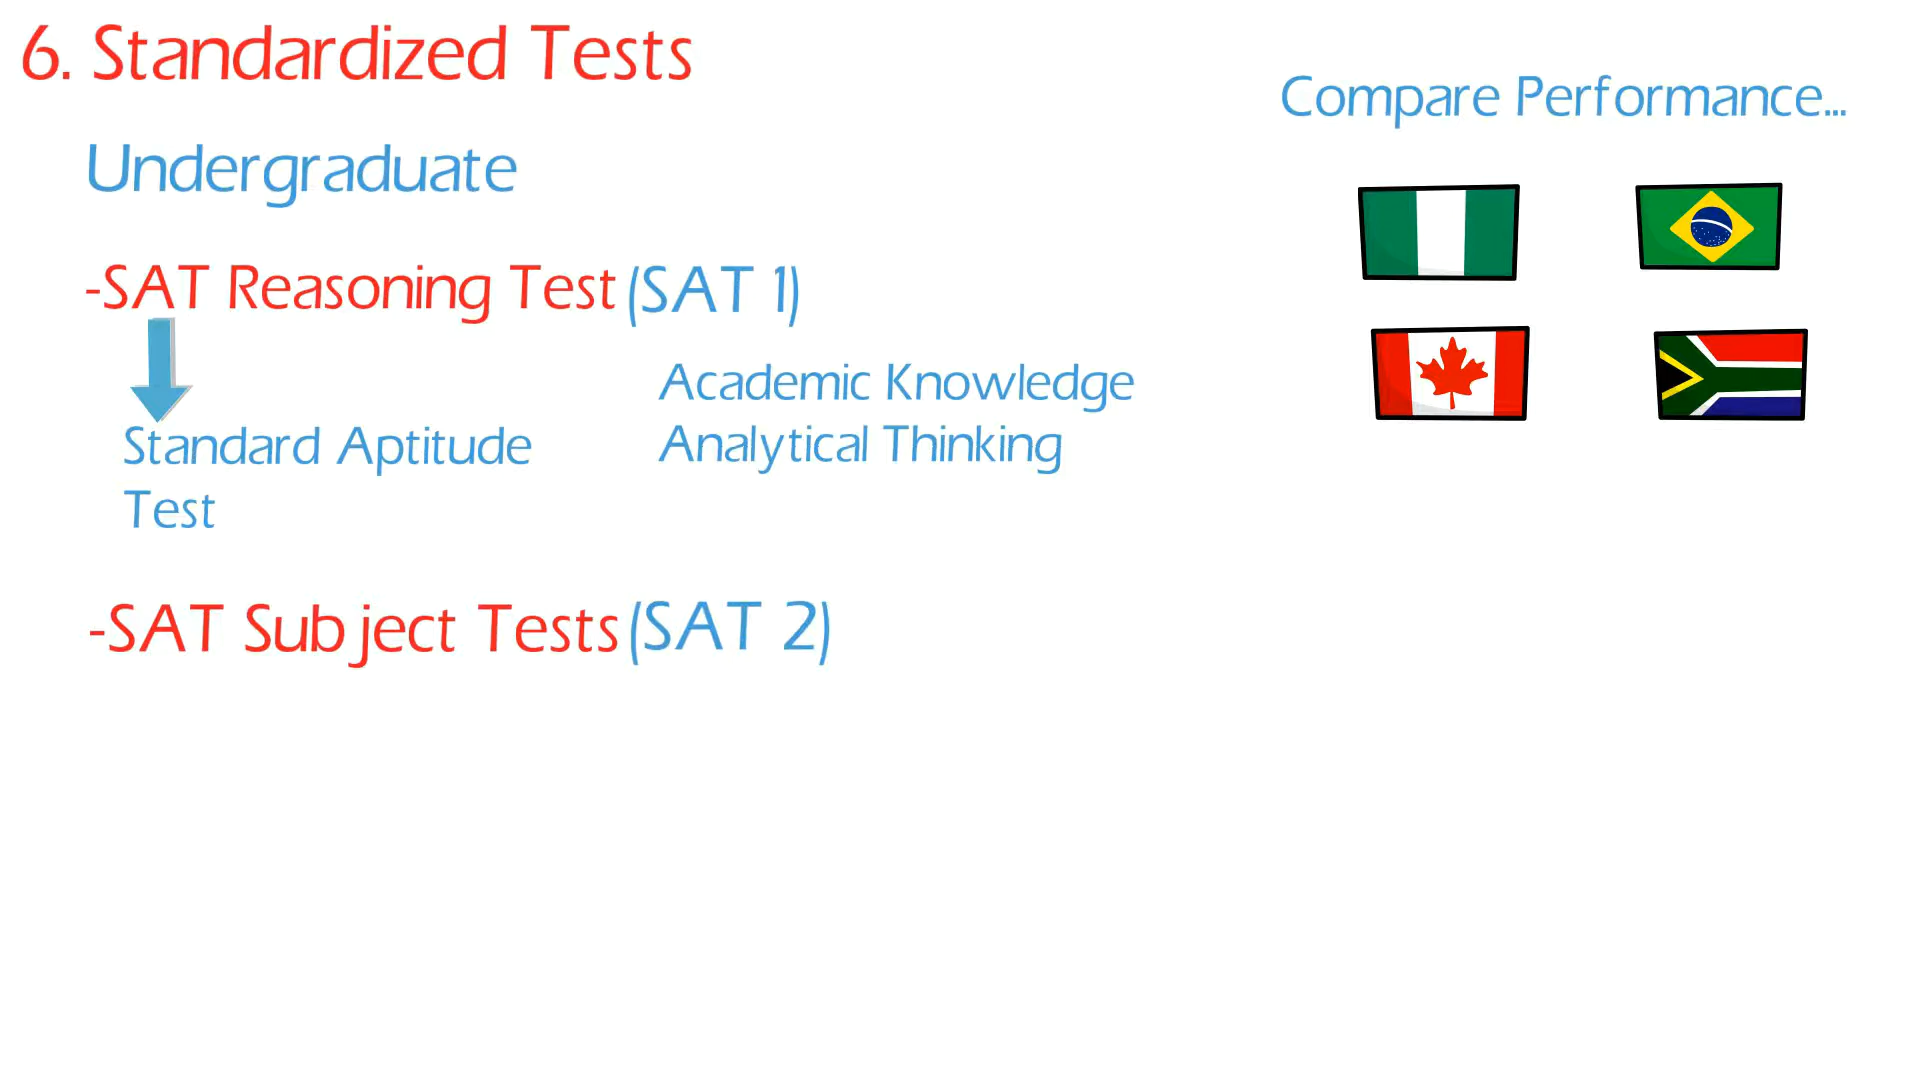 6. Standardized Tests
Compare Performance...
Undergraduate
-SAT Reasoning Test (SAT 1)
Academic Knowledge
Analytical Thinking
Standard Aptitude
Test
-SAT Subject Tests (SAT 2)